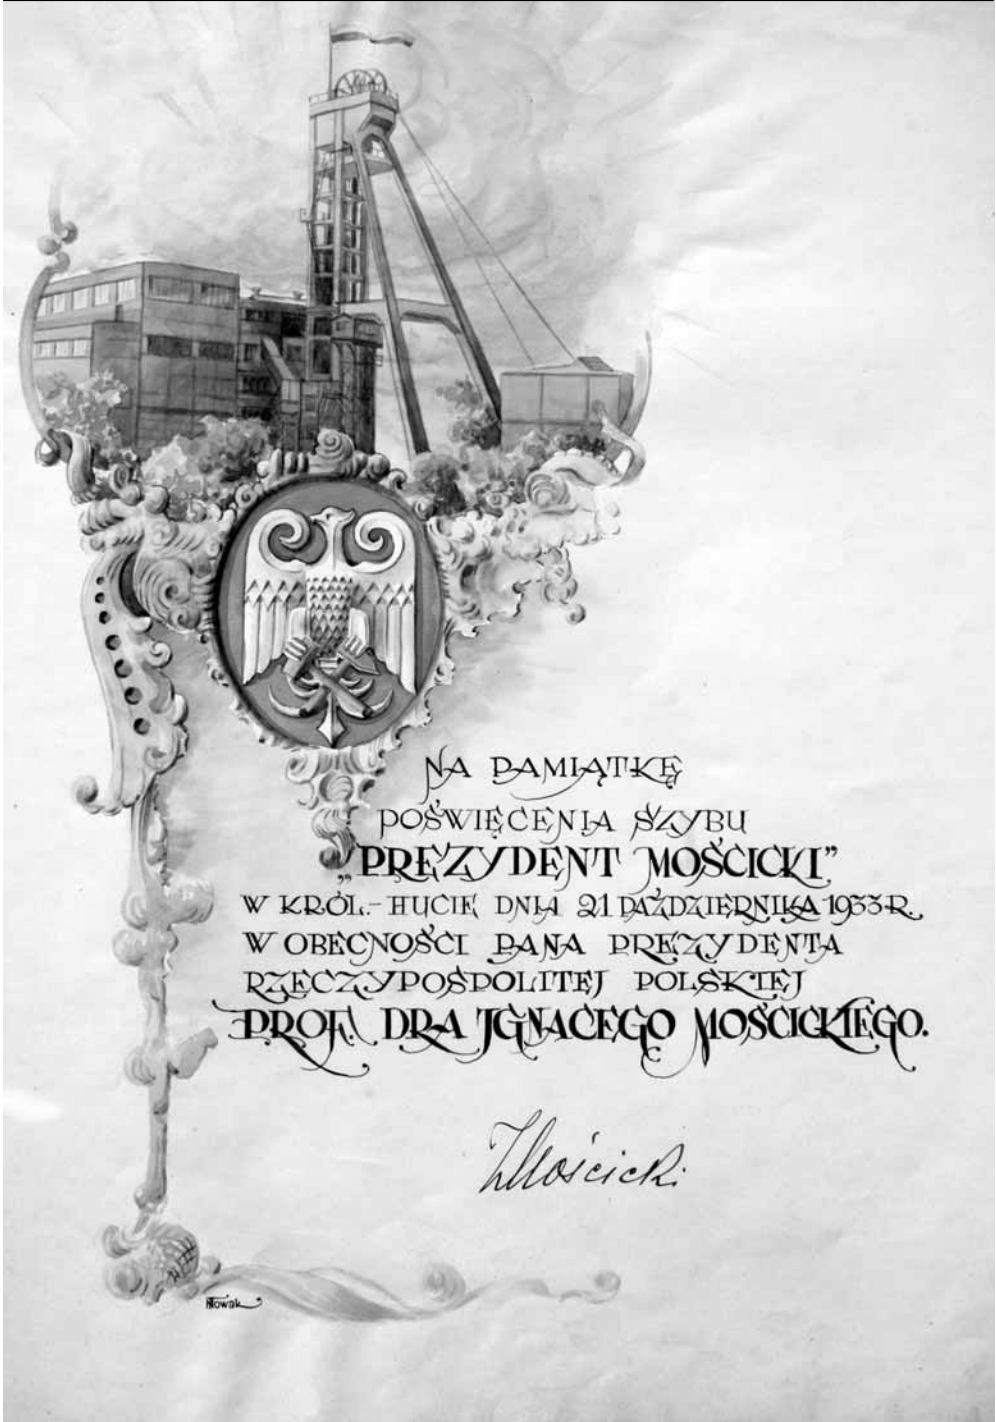 NA PAMIĄTKĘ
POŚWIĘCENIA SZYBU
„PREZYDENT MOŚCICKI”
W KRÓL.-HUCIE DNIA 21 PAŹDZIERNIKA 1933 R.
W OBECNOŚCI PANA PREZYDENTA
RZECZYPOSPOLITEJ POLSKIEJ
PROF. DRA IGNACEGO MOŚCICKIEGO.
IMościcki
Nowak